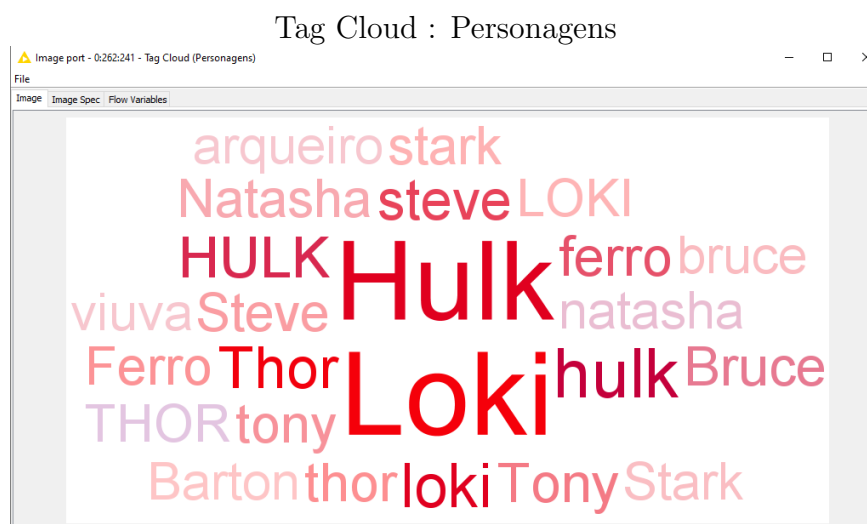 Tag Cloud : Personagens
Image port - 0:262:241 - Tag Cloud (Personagens)
File
Image Image Spec Flow Variables
arqueiro stark
Natasha steve LOKI
HULK Hulk ferro bruce
viuva Steve natasha
Ferro Thor Loki hulk Bruce
THOR tony
Barton thor loki Tony Stark